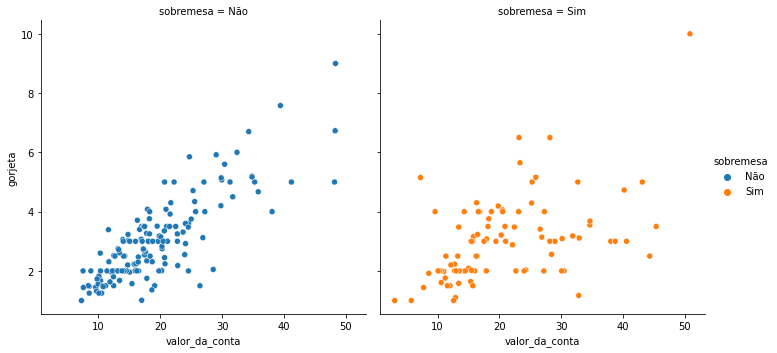 sobremesa = Não
sobremesa = Sim
gorjeta
10
8
6
4
2
10
20
30
40
50
valor_da_conta
10
20
30
40
50
valor_da_conta
sobremesa
Não
Sim